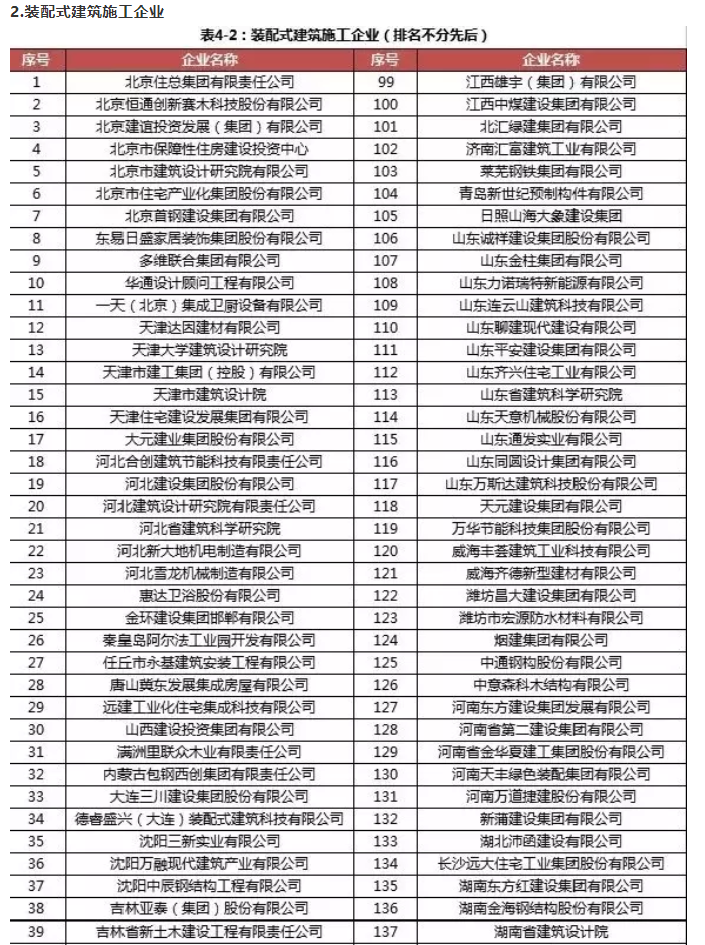 2.装配式建筑施工企业
表4-2：装配式建筑施工企业（排名不分先后）
序号 企业名称 序号 企业名称
1 北京住总集团有限责任公司 99 江西雄宇（集团）有限公司
2 北京恒通创新赛木科技股份有限公司 100 江西中煤建设集团有限公司
3 北京建谊投资发展（集团）有限公司 101 北汇绿建集团有限公司
4 北京市保障性住房建设投资中心 102 济南汇富建筑工业有限公司
5 北京市建筑设计研究院有限公司 103 莱芜钢铁集团有限公司
6 北京市住宅产业化集团股份有限公司 104 青岛新世纪预制构件有限公司
7 北京首钢建设集团有限公司 105 日照山海大象建设集团
8 东易日盛家居装饰集团股份有限公司 106 山东诚祥建设集团股份有限公司
9 多维联合集团有限公司 107 山东金柱集团有限公司
10 华通设计顾问工程有限公司 108 山东力诺瑞特新能源有限公司
11 一天（北京）集成卫厨设备有限公司 109 山东连云山建筑科技有限公司
12 天津达因建材有限公司 110 山东聊建现代建设有限公司
13 天津大学建筑设计研究院 111 山东平安建设集团有限公司
14 天津市建工集团（控股）有限公司 112 山东齐兴住宅工业有限公司
15 天津市建筑设计院 113 山东省建筑科学研究院
16 天津住宅建设发展集团有限公司 114 山东天意机械股份有限公司
17 大元建业集团股份有限公司 115 山东通发实业有限公司
18 河北合创建筑节能科技有限责任公司 116 山东同圆设计集团有限公司
19 河北建设集团股份有限公司 117 山东万斯达建筑科技股份有限公司
20 河北建筑设计研究院有限责任公司 118 天元建设集团有限公司
21 河北省建筑科学研究院 119 万华节能科技集团股份有限公司
22 河北新大地机电制造有限公司 120 威海丰荟建筑工业科技有限公司
23 河北雪龙机械制造有限公司 121 威海齐德新型建材有限公司
24 惠达卫浴股份有限公司 122 潍坊昌大建设集团有限公司
25 金环建设集团邯郸有限公司 123 潍坊市宏源防水材料有限公司
26 秦皇岛阿尔法工业园开发有限公司 124 烟建集团有限公司
27 任丘市永基建筑安装工程有限公司 125 中通钢构股份有限公司
28 唐山冀东发展集成房屋有限公司 126 中意森科木结构有限公司
29 远建工业化住宅集成科技有限公司 127 河南东方建设集团发展有限公司
30 山西建设投资集团有限公司 128 河南省第二建设集团有限公司
31 满洲里联众木业有限责任公司 129 河南省金华夏建工集团股份有限公司
32 内蒙古包钢西创集团有限责任公司 130 河南天丰绿色装配集团有限公司
33 大连三川建设集团股份有限公司 131 河南万道捷建股份有限公司
34 德睿盛兴（大连）装配式建筑科技有限公司 132 新蒲建设集团有限公司
35 沈阳三新实业有限公司 133 湖北沛函建设有限公司
36 沈阳万融现代建筑产业有限公司 134 长沙远大住宅工业集团股份有限公司
37 沈阳中辰钢结构工程有限公司 135 湖南东方红建设集团有限公司
38 吉林亚泰（集团）股份有限公司 136 湖南金海钢结构股份有限公司
39 吉林省新土木建设工程有限责任公司 137 湖南省建筑设计院